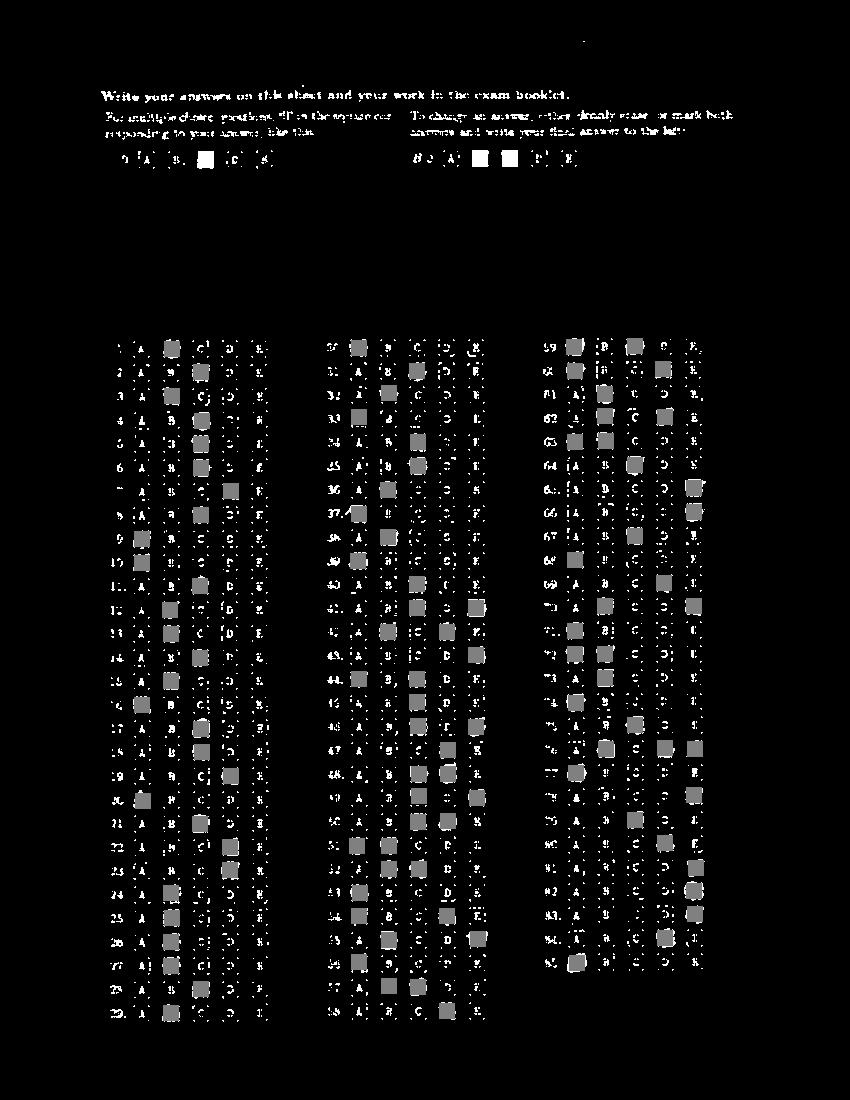 Write your answers on this sheet and your work in the exam booklet.
For multiple choice questions, fill in the square cor
responding to your answer, like this:
To change an answer, either cleanly erase, or mark both
answers and write your final answer to the left:
A B D E
A D E
1. A C D E
2. A B D E
3. A C D E
4. A B D E
5. A B D E
6. A B D E
7. A B C E
8. A B D E
9. B C D E
10. B C D E
11. A B D E
12. A C D E
13. A C D E
14. A B D E
15. A C D E
16. B C D E
17. A B D E
18. A B D E
19. A B C E
20. B C D E
21. A B D E
22. A B C E
23. A B C E
24. A C D E
25. A C D E
26. A C D E
27. A C D E
28. A B D E
29. A C D E
30. B C D E
31. A B D E
32. A C D E
33. B C D E
34. A B D E
35. A B D E
36. A C D E
37. B C D E
38. A C D E
39. B C D E
40. A B D E
41. A B D
42. A C E
43. A B C D
44. B D E
45. A B D E
46. A B D
47. A B C E
48. A B E
49. A B D
50. A B E
51. C D E
52. A D E
53. B C D E
54. B C E
55. A C D
56. B C D E
57. A D E
58. A B C E
59. B D E
60. B C E
61. A C D E
62. A C E
63. C D E
64. A B D E
65. A B C D
66. A B C D
67. A B D E
68. B C D E
69. A B C E
70. A C D
71. B C D E
72. C D E
73. A C D E
74. B C D E
75. A B D E
76. A C
77. B C D E
78. A B C D
79. A B D E
80. A B C E
81. A B C D
82. A B C D
83. A B C D
84. A B C E
85. B C D E